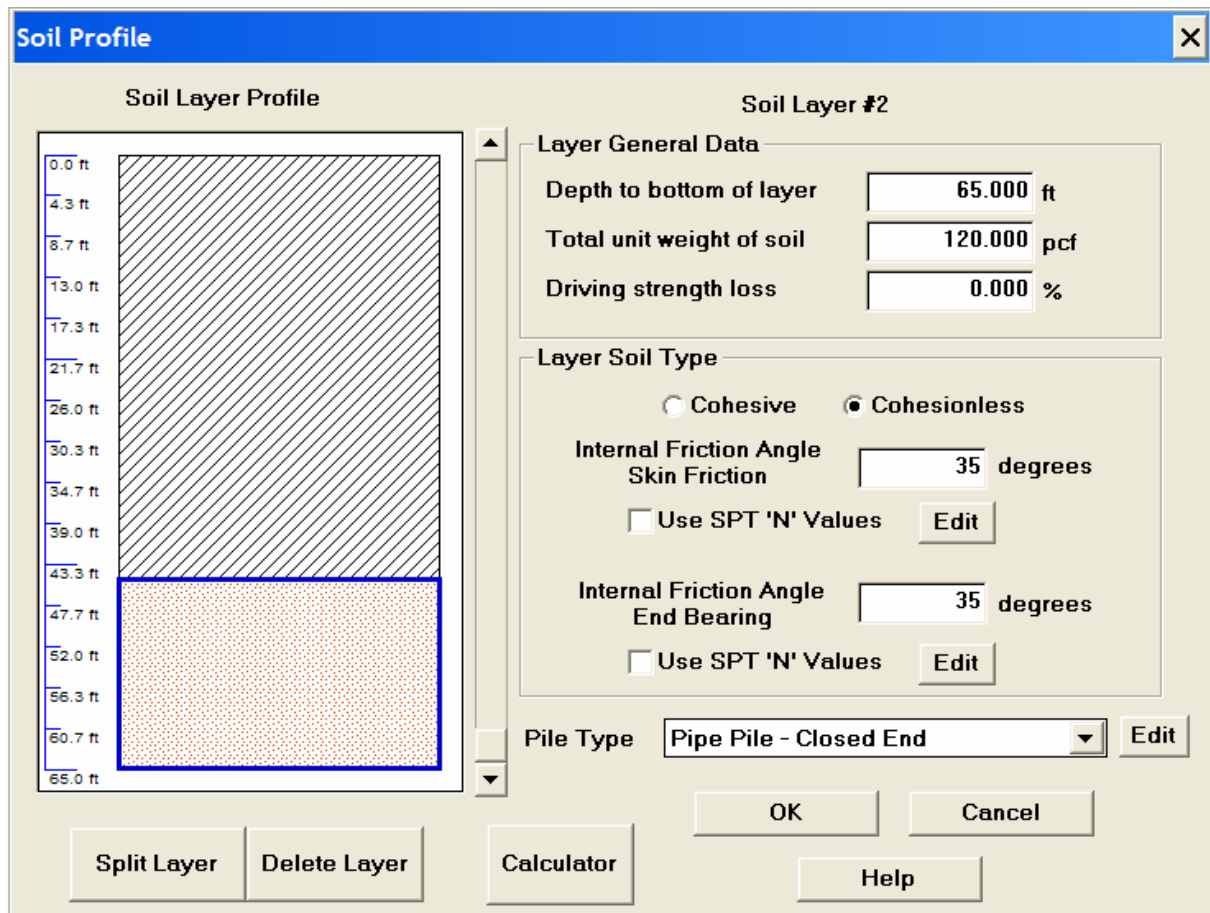 Soil Profile
Soil Layer Profile
0.0 ft
4.3 ft
8.7 ft
13.0 ft
17.3 ft
21.7 ft
26.0 ft
30.3 ft
34.7 ft
39.0 ft
43.3 ft
47.7 ft
52.0 ft
56.3 ft
60.7 ft
65.0 ft
Split Layer
Delete Layer
Soil Layer #2
Layer General Data
Depth to bottom of layer 65.000 ft
Total unit weight of soil 120.000 pcf
Driving strength loss 0.000 %
Layer Soil Type
Cohesive Cohesionless
Internal Friction Angle
Skin Friction 35 degrees
Use SPT 'N' Values Edit
Internal Friction Angle
End Bearing 35 degrees
Use SPT 'N' Values Edit
Pile Type Pipe Pile - Closed End Edit
OK Cancel
Calculator
Help